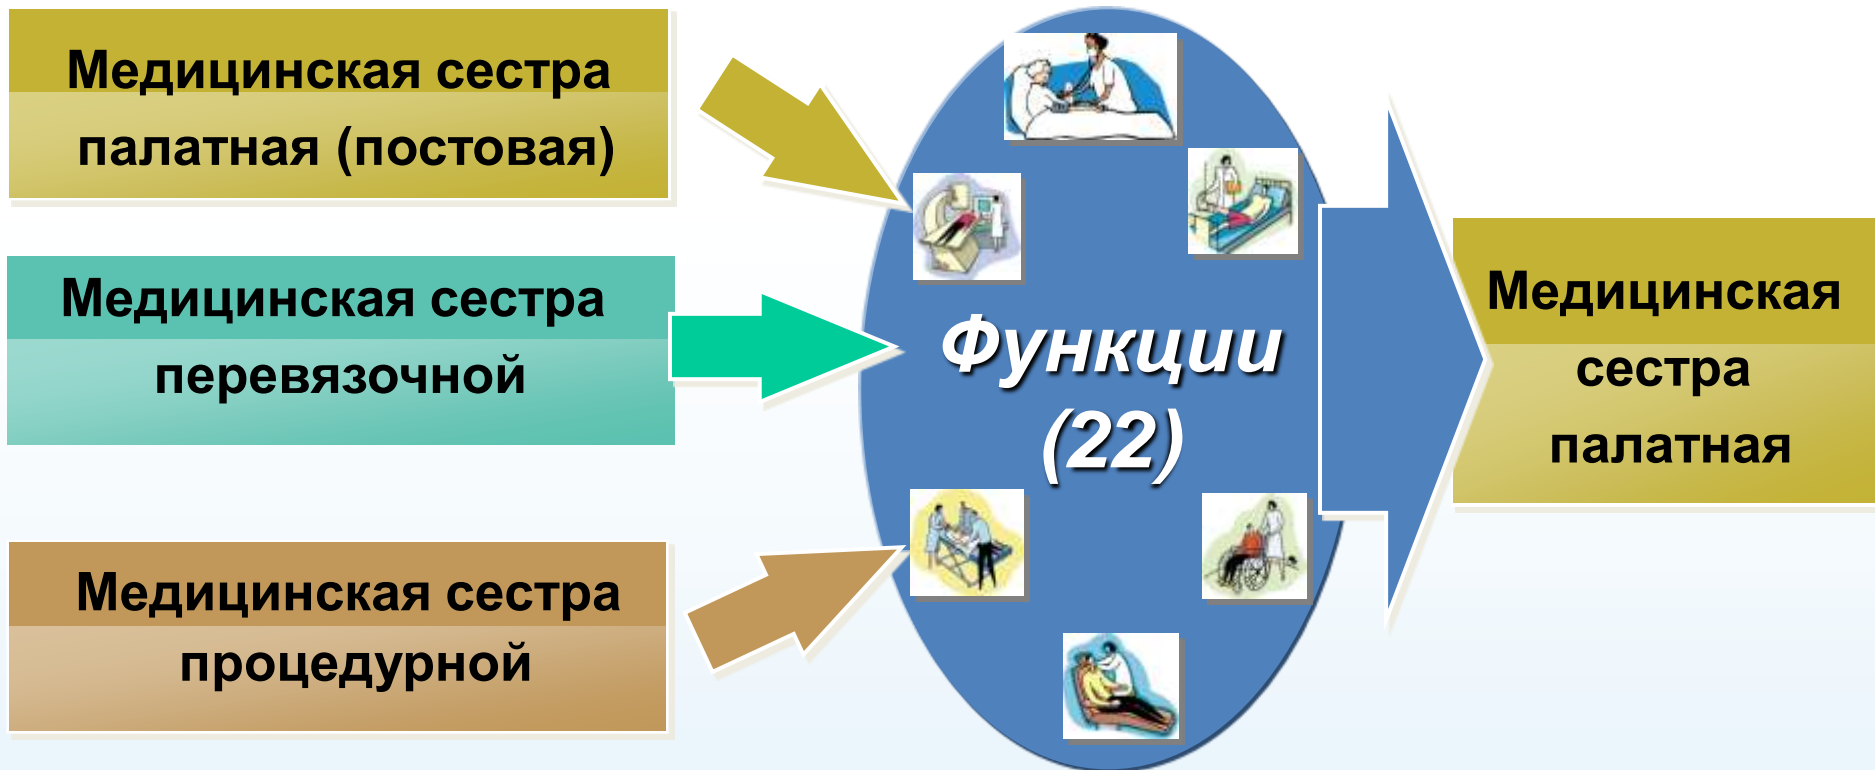 Медицинская сестра
палатная (постовая)
Медицинская сестра
перевязочной
Медицинская сестра
процедурной
Функции
(22)
Медицинская
сестра
палатная